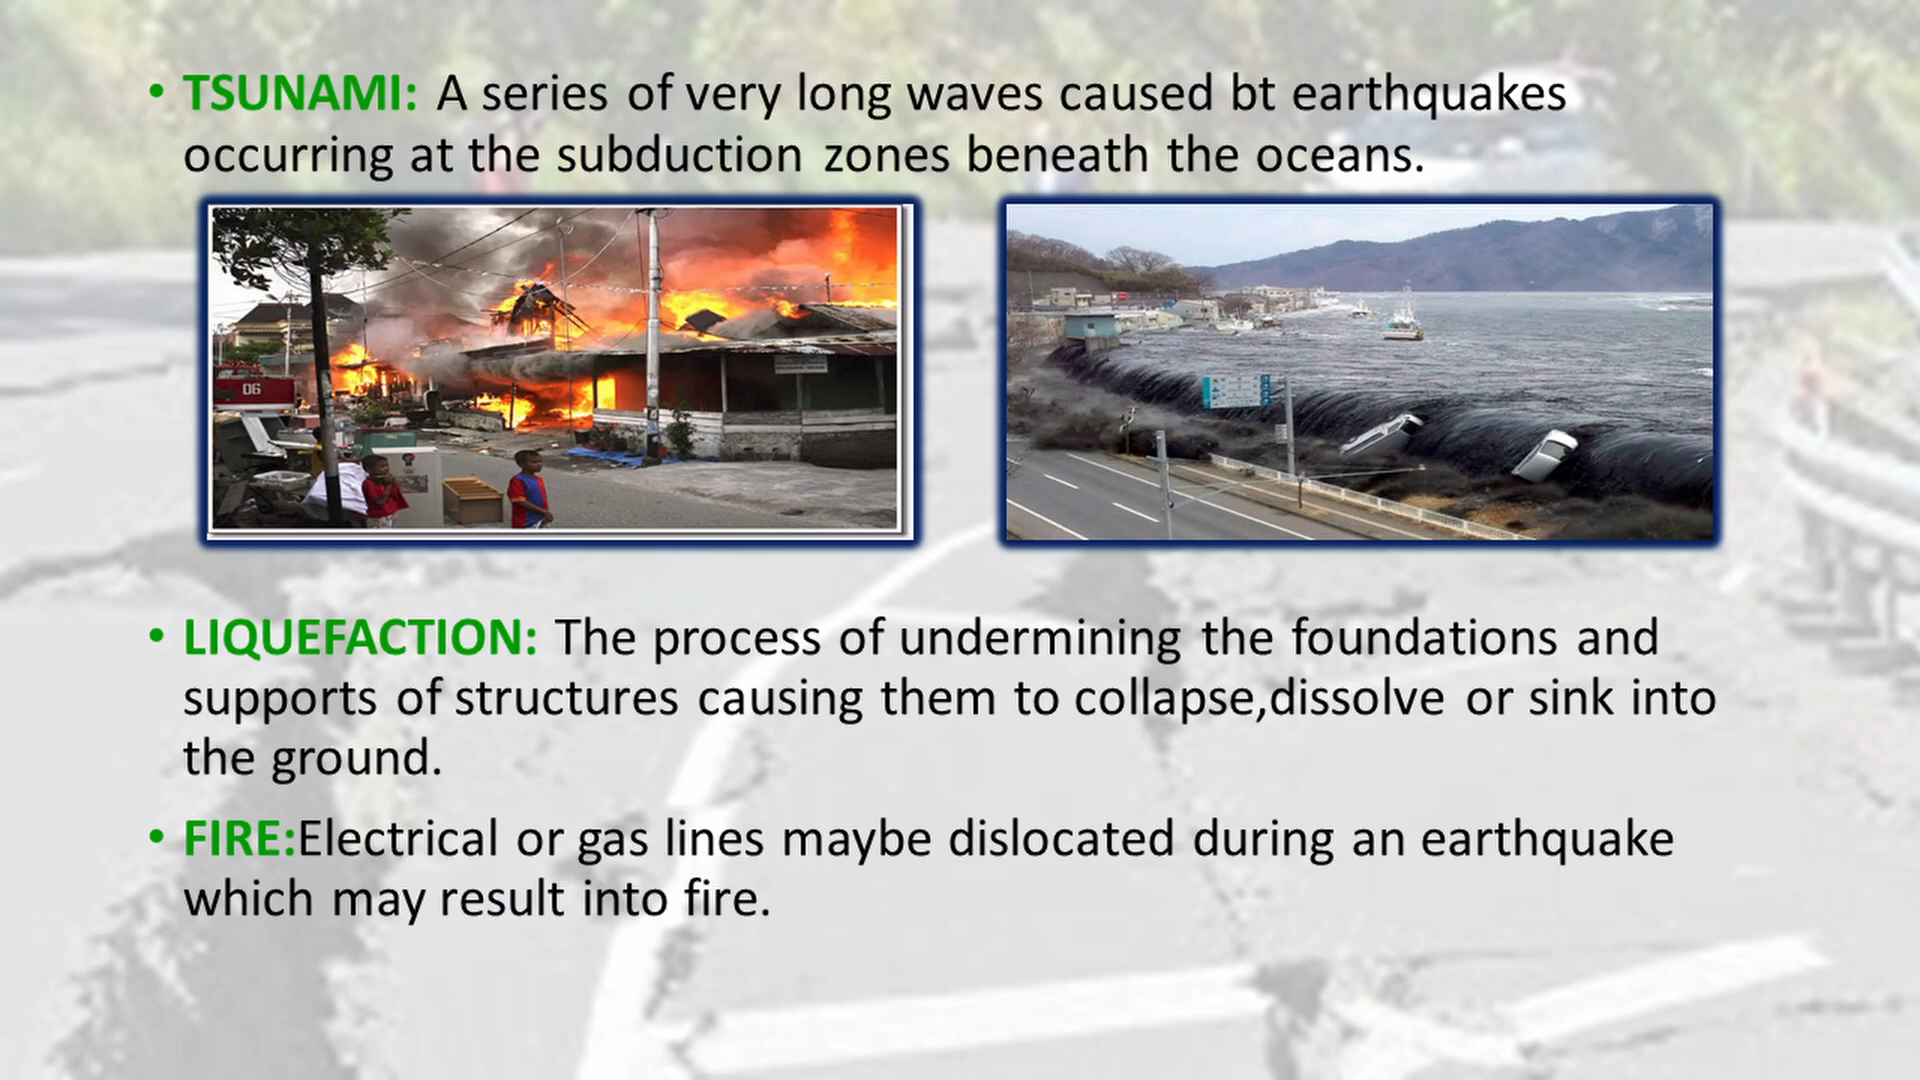 • TSUNAMI: A series of very long waves caused bt earthquakes
occurring at the subduction zones beneath the oceans.
06
• LIQUEFACTION: The process of undermining the foundations and
supports of structures causing them to collapse,dissolve or sink into
the ground.
• FIRE:Electrical or gas lines maybe dislocated during an earthquake
which may result into fire.